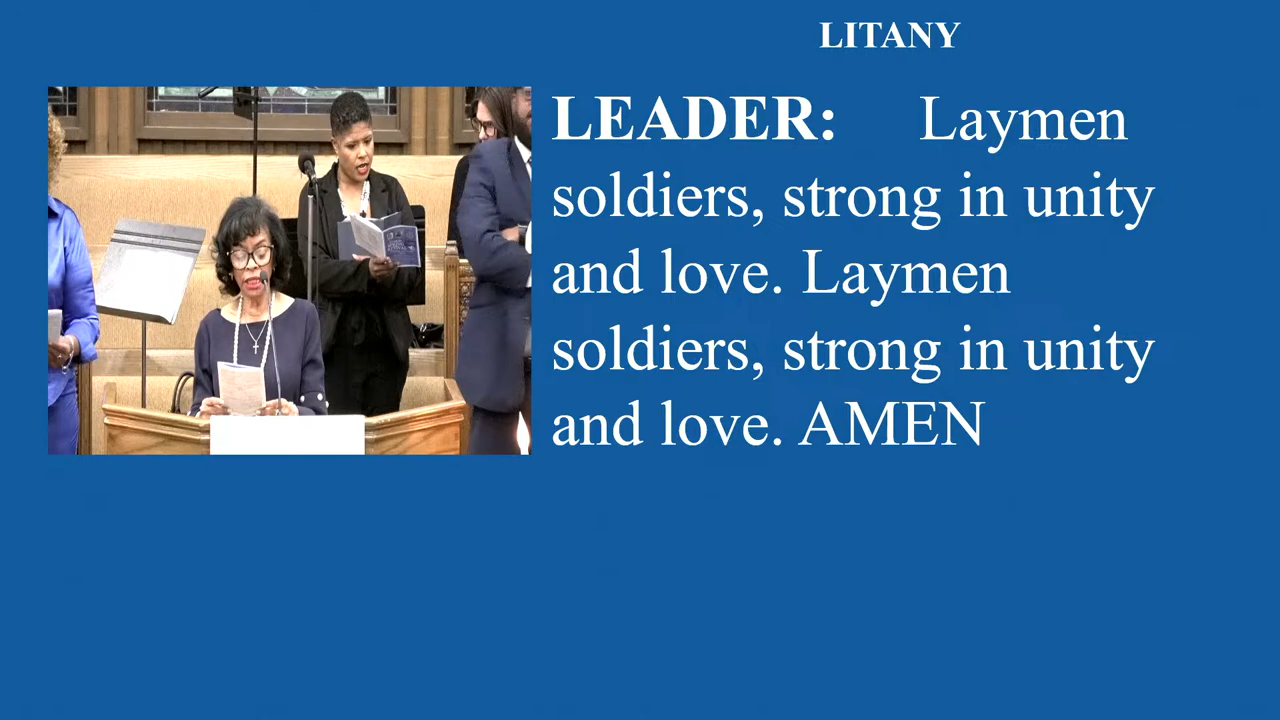 LITANY
LEADER: Laymen
soldiers, strong in unity
and love. Laymen
soldiers, strong in unity
and love. AMEN